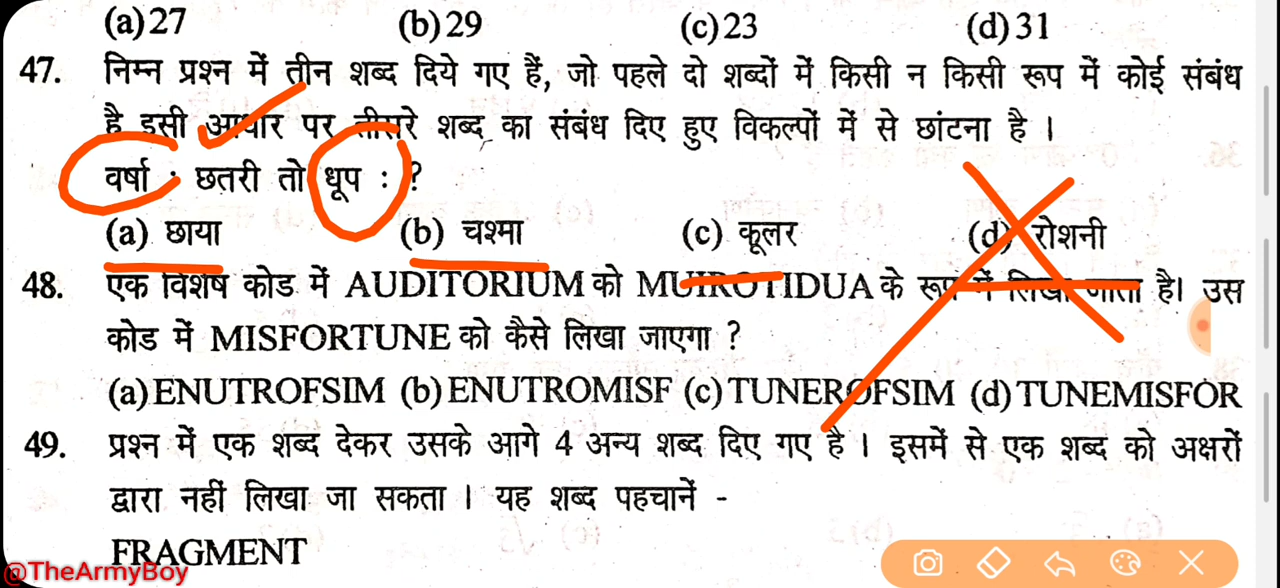 (a)27 (b)29 (c)23 (d)31
47. निम्न प्रश्न में तीन शब्द दिये गए हैं, जो पहले दो शब्दों में किसी न किसी रूप में कोई संबंध
है इसी आधार पर तीसरे शब्द का संबंध दिए हुए विकल्पों में से छांटना है ।
वर्षा : छतरी तो धूप : ?
(a) छाया (b) चश्मा (c) कूलर (d) रोशनी
48. एक विशेष कोड में AUDITORIUM को MUIROTIDUA के रूप में लिखा जाता है। उस
कोड में MISFORTUNE को कैसे लिखा जाएगा ?
(a)ENUTROFSIM (b)ENUTROMISF (c)TUNEROFSIM (d)TUNEMISFOR
49. प्रश्न में एक शब्द देकर उसके आगे 4 अन्य शब्द दिए गए है । इसमें से एक शब्द को अक्षरों
द्वारा नहीं लिखा जा सकता । यह शब्द पहचानें -
FRAGMENT
@TheArmyBoy